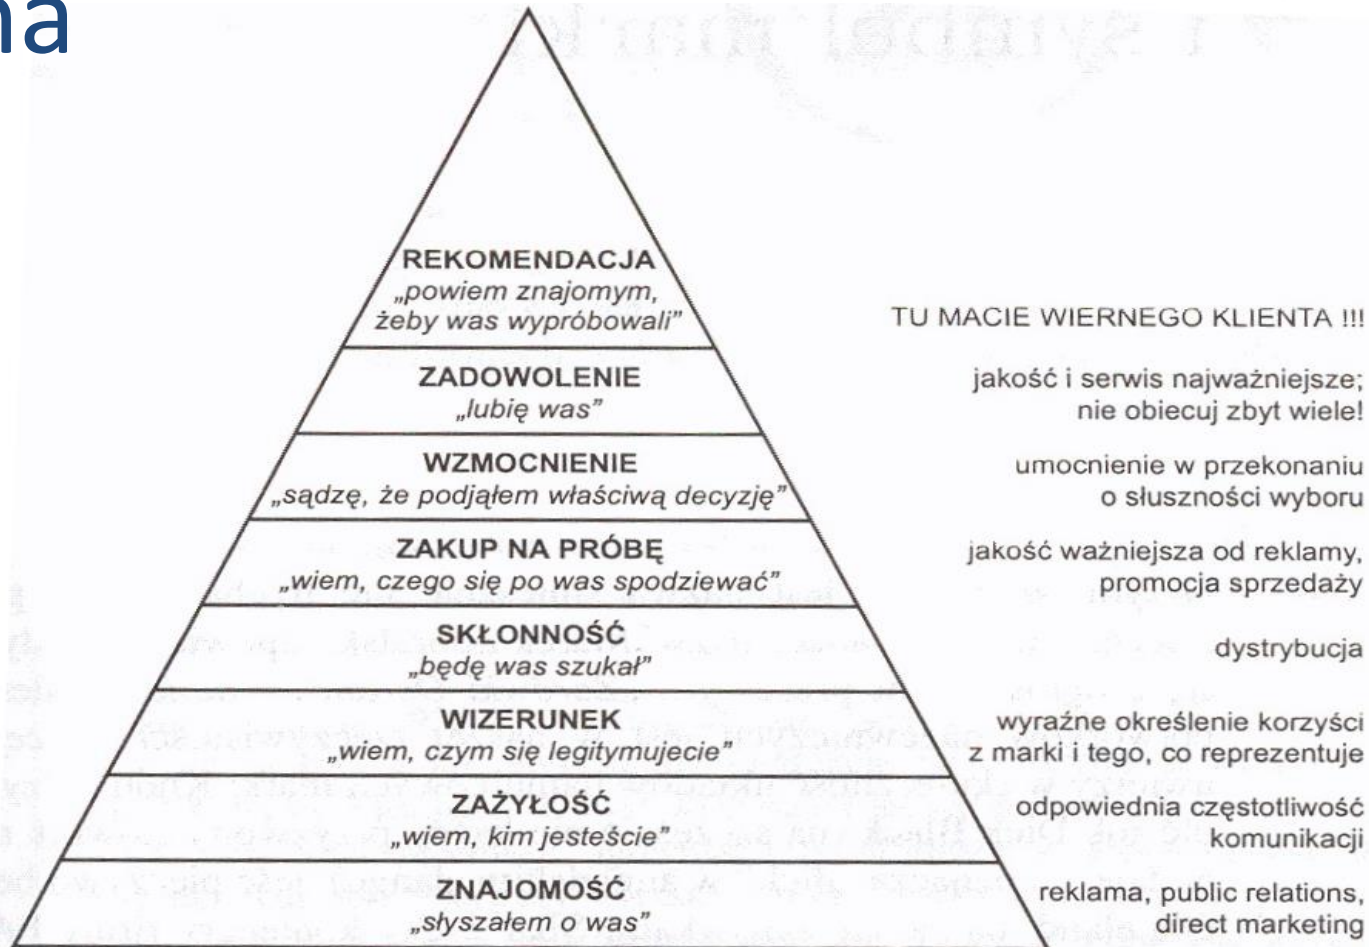 na
REKOMENDACJA
„powiem znajomym,
żeby was wypróbowali”
TU MACIE WIERNEGO KLIENTA !!!
ZADOWOLENIE
„lubię was”
jakość i serwis najważniejsze;
nie obiecuj zbyt wiele!
WZMOCNIENIE
„sądzę, że podjąłem właściwą decyzję”
umocnienie w przekonaniu
o słuszności wyboru
ZAKUP NA PRÓBĘ
„wiem, czego się po was spodziewać”
jakość ważniejsza od reklamy,
promocja sprzedaży
SKŁONNOŚĆ
„będę was szukał”
dystrybucja
WIZERUNEK
„wiem, czym się legitymujecie”
wyraźne określenie korzyści
z marki i tego, co reprezentuje
ZAŻYŁOŚĆ
„wiem, kim jesteście”
odpowiednia częstotliwość
komunikacji
ZNAJOMOŚĆ
„słyszałem o was”
reklama, public relations,
direct marketing